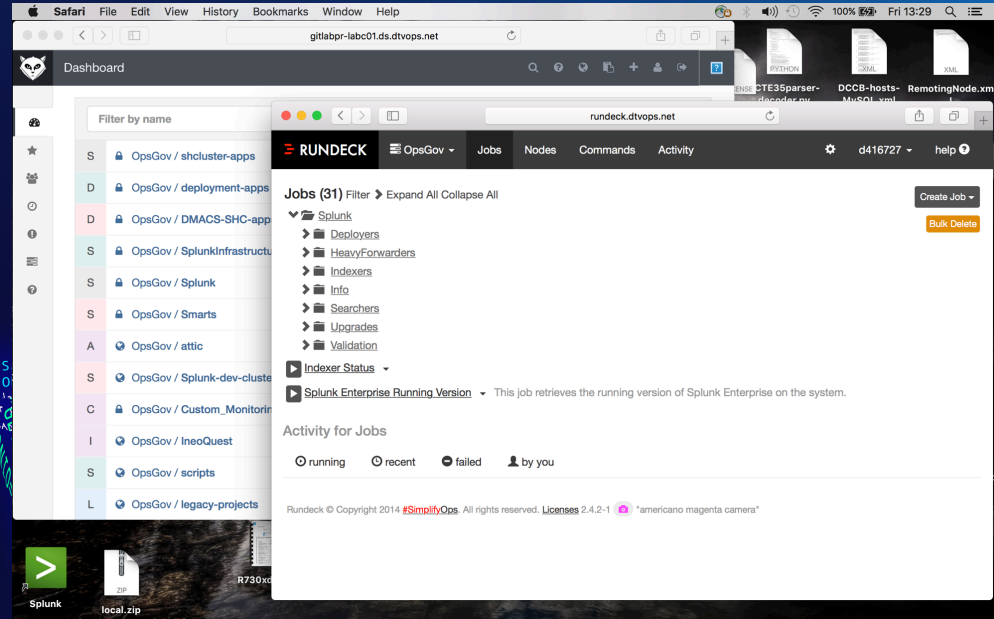 Safari File Edit View History Bookmarks Window Help
100% Fri 13:29
gitlabpr-labc01.ds.dtvops.net
Dashboard
Filter by name
S OpsGov / shcluster-apps
D OpsGov / deployment-apps
D OpsGov / DMACS-SHC-app
S OpsGov / SplunkInfrastructu
S OpsGov / Splunk
S OpsGov / Smarts
A OpsGov / attic
S OpsGov / Splunk-dev-cluste
C OpsGov / Custom_Monitorin
I OpsGov / IneoQuest
S OpsGov / scripts
L OpsGov / legacy-projects
PYTHON
XML
XML
ENSE
CTE35parser-
decoder.py
DCCB-hosts-
MySQL.xml
RemotingNode.xm
rundeck.dtvops.net
RUNDECK OpsGov Jobs Nodes Commands Activity d416727 help
Jobs (31) Filter Expand All Collapse All
Create Job
Bulk Delete
Splunk
Deployers
HeavyForwarders
Indexers
Info
Searchers
Upgrades
Validation
Indexer Status
Splunk Enterprise Running Version This job retrieves the running version of Splunk Enterprise on the system.
Activity for Jobs
running recent failed by you
Rundeck © Copyright 2014 #SimplifyOps. All rights reserved. Licenses 2.4.2-1 "americano magenta camera"
R730xd
Splunk
ZIP
local.zip